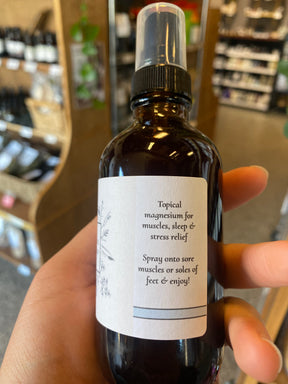 Topical
magnesium for
muscles, sleep &
stress relief
Spray onto sore
muscles or soles of
feet & enjoy!